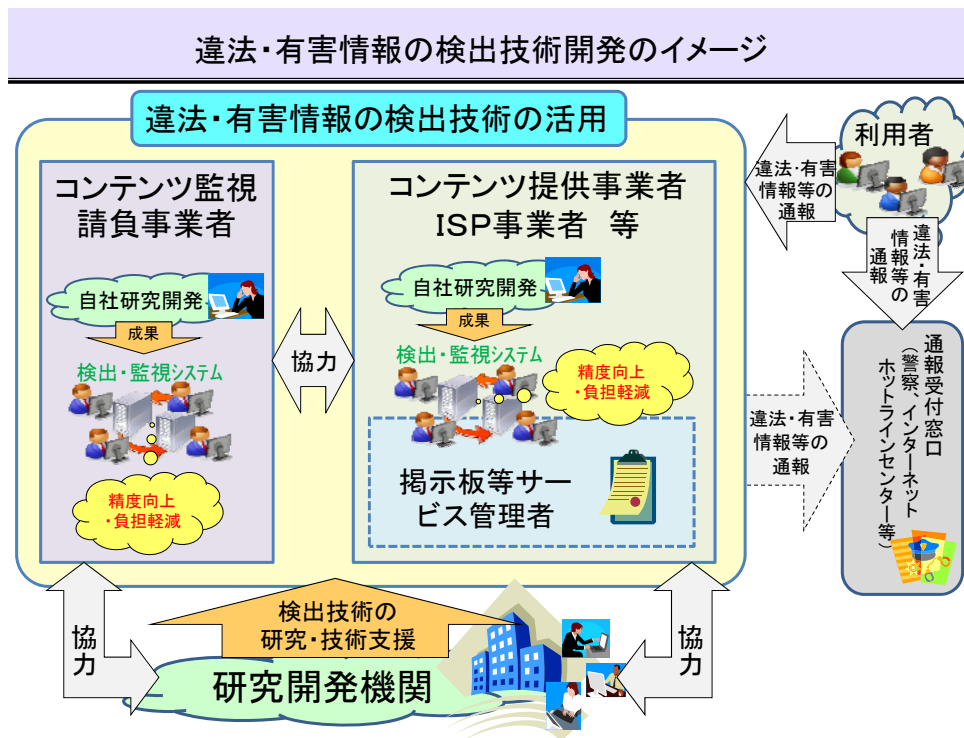 違法・有害情報の検出技術開発のイメージ
違法・有害情報の検出技術の活用
コンテンツ監視
請負事業者
自社研究開発
成果
検出・監視システム
精度向上
・負担軽減
協力
コンテンツ提供事業者
ISP事業者　等
自社研究開発
成果
検出・監視システム
精度向上
・負担軽減
掲示板等サー
ビス管理者
利用者
違法・有害
情報等の
通報
違法・有害
情報等の
通報
違法・有害
情報等の
通報
通報受付窓口
（警察、インターネット
ホットラインセンター等）
協力
検出技術の
研究・技術支援
研究開発機関
協力